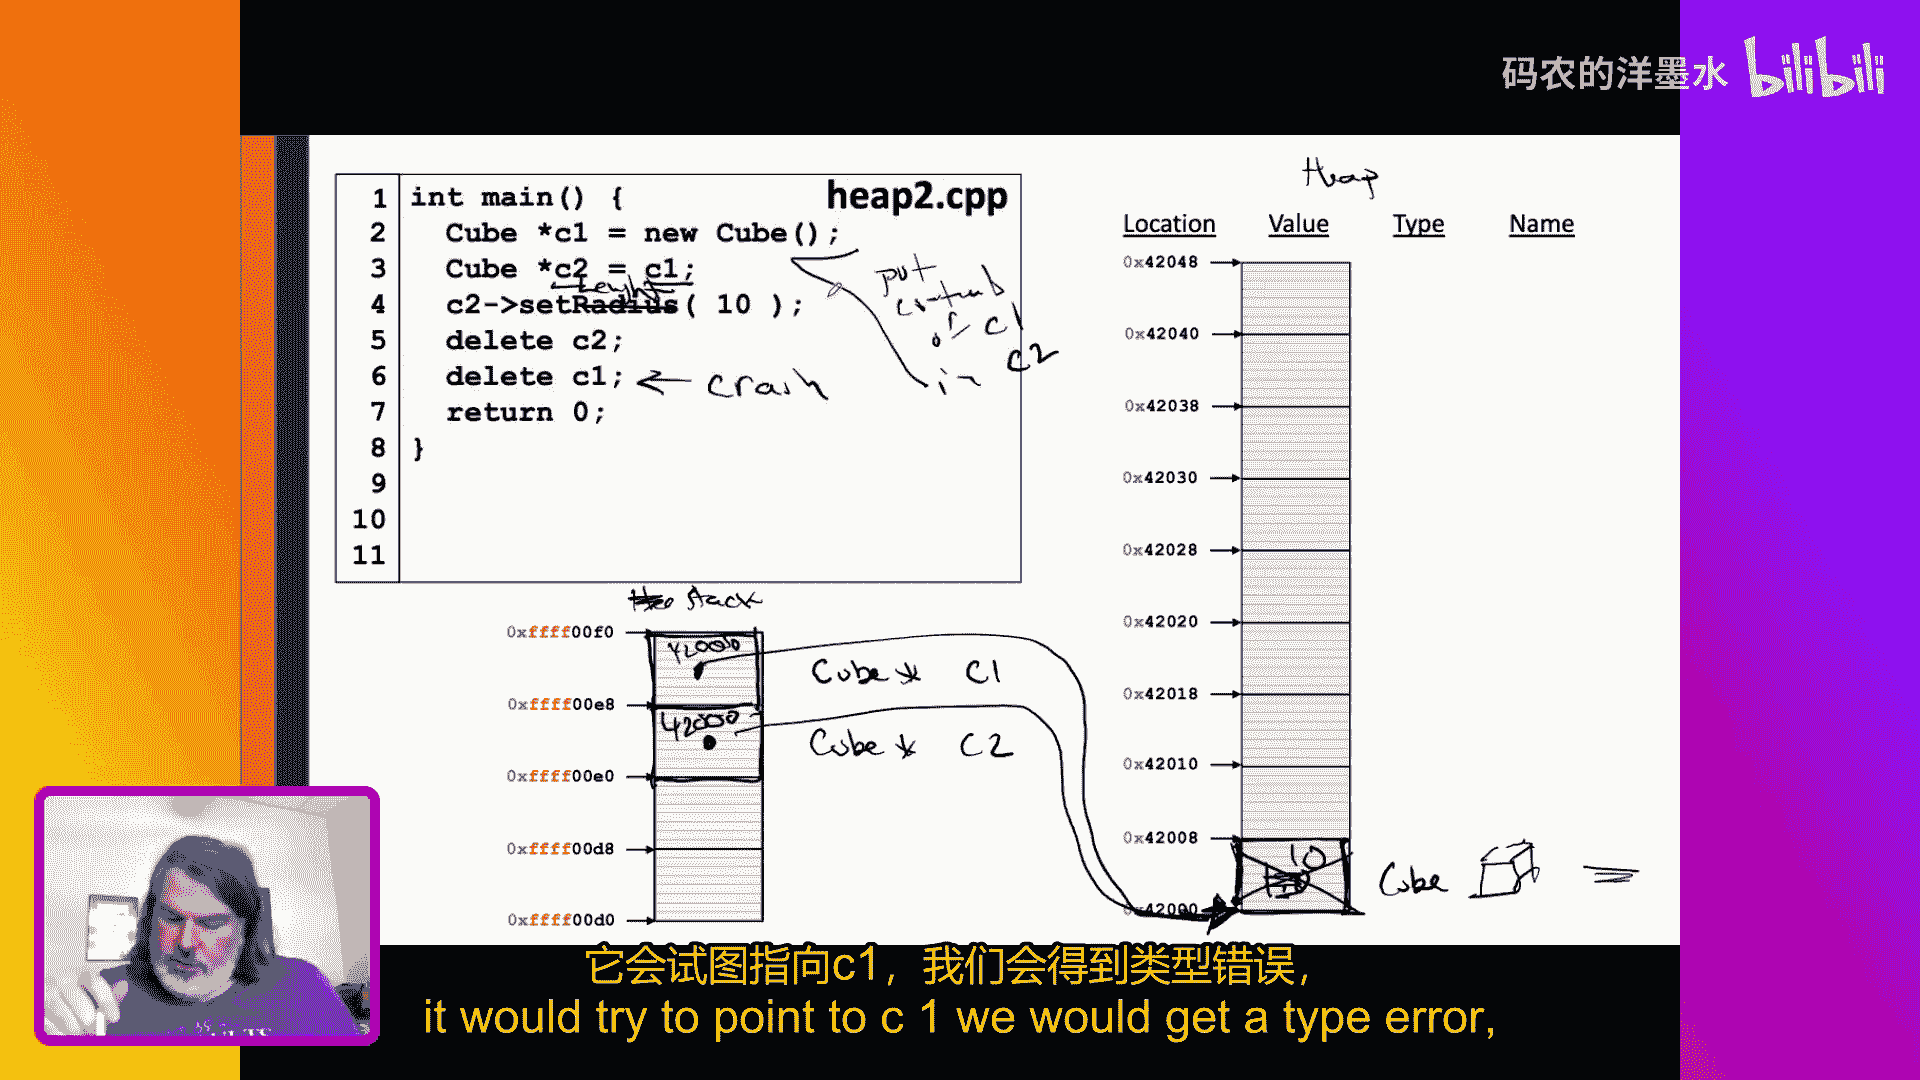 码农的洋墨水 bilibili
Heap
heap2.cpp
1 int main() {
2 Cube *c1 = new Cube();
3 Cube *c2 = c1;
4 c2->setRadius( 10 );
5 delete c2;
6 delete c1; ← crash
7 return 0;
8 }
9
10
11
put
contents
of c1
in c2
Location Value Type Name
0x42048
0x42040
0x42038
0x42030
0x42028
0x42020
0x42018
0x42010
0x42008
10
Cube
0x42000
Stack
0xffff00f0
42000
Cube * C1
0xffff00e8
42000
Cube * C2
0xffff00e0
0xffff00d8
0xffff00d0
它会试图指向c1，我们会得到类型错误，
it would try to point to c 1 we would get a type error,